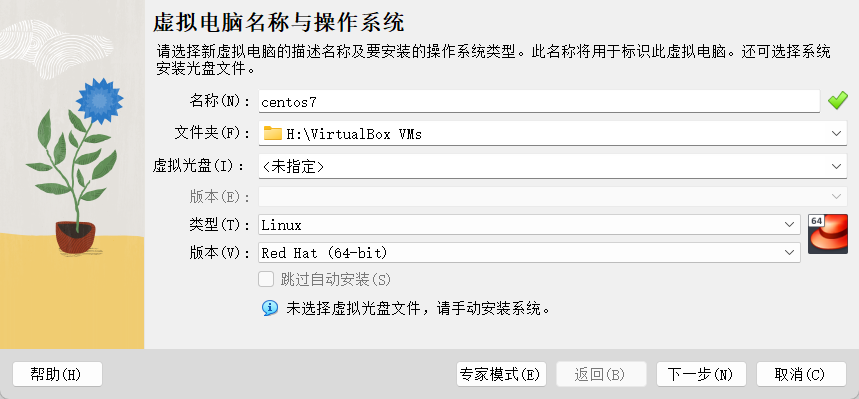 虚拟电脑名称与操作系统
请选择新虚拟电脑的描述名称及要安装的操作系统类型。此名称将用于标识此虚拟电脑。还可选择系统
安装光盘文件。
名称(N): centos7
文件夹(F): H:\VirtualBox VMs
虚拟光盘(I): <未指定>
版本(E):
类型(T): Linux
64
版本(V): Red Hat (64-bit)
跳过自动安装(S)
未选择虚拟光盘文件，请手动安装系统。
帮助(H) 专家模式(E) 返回(B) 下一步(N) 取消(C)